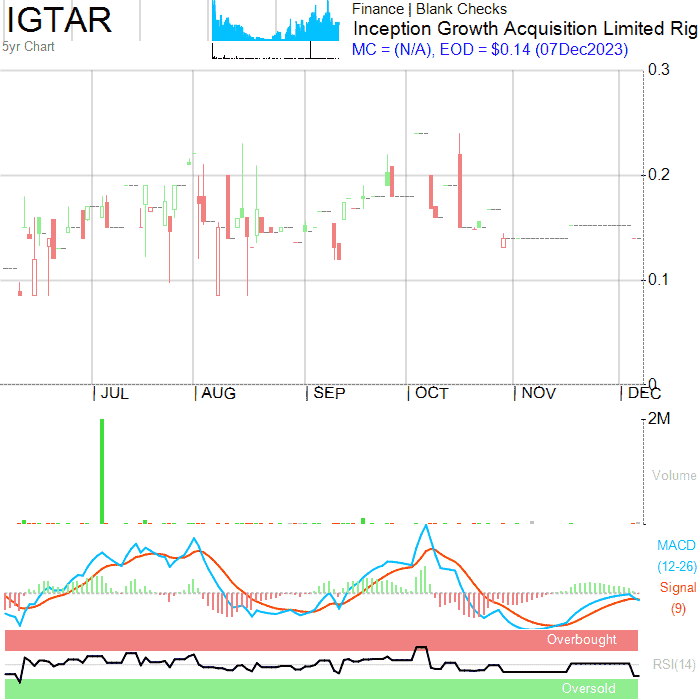 IGTAR
5yr Chart
Finance | Blank Checks
Inception Growth Acquisition Limited Rig
MC = (N/A), EOD = $0.14 (07Dec2023)
0.3
0.2
0.1
0
| JUL | AUG | SEP | OCT | NOV | DEC
2M
Volume
MACD
(12-26)
Signal
(9)
Overbought
RSI(14)
Oversold